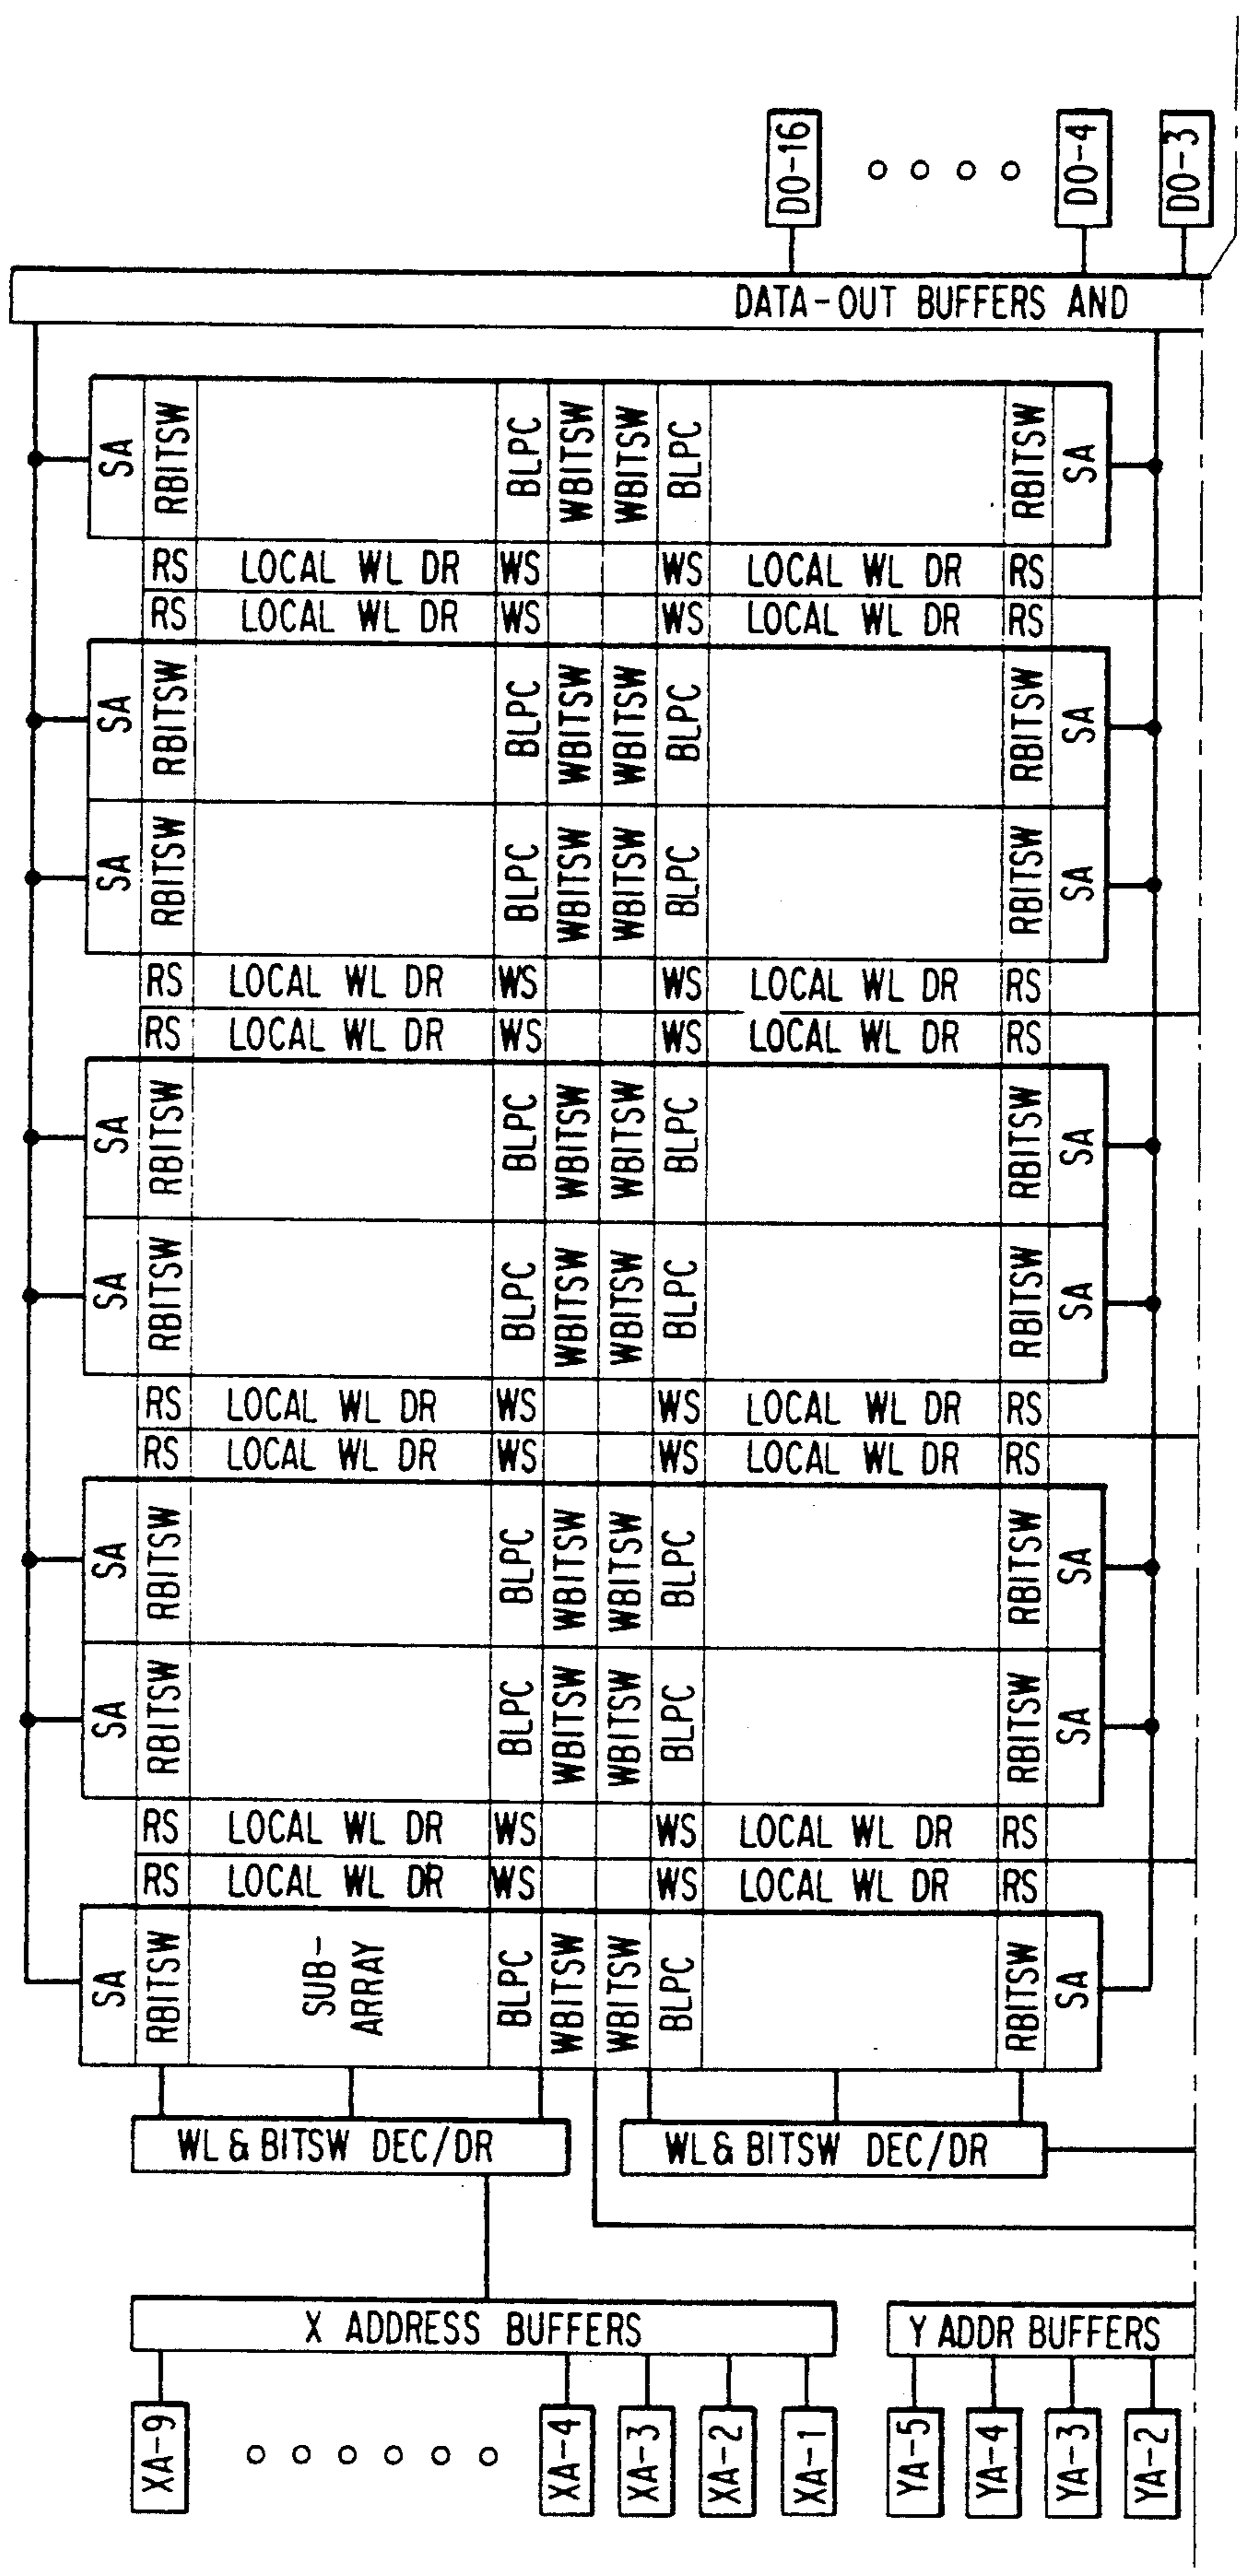 DO-16
DO-4
DO-3
DATA-OUT BUFFERS AND
SA RBITSW BLPC WBITSW WBITSW BLPC RBITSW SA
RS LOCAL WL DR WS WS LOCAL WL DR RS
RS LOCAL WL DR WS WS LOCAL WL DR RS
SA RBITSW BLPC WBITSW WBITSW BLPC RBITSW SA
SA RBITSW BLPC WBITSW WBITSW BLPC RBITSW SA
RS LOCAL WL DR WS WS LOCAL WL DR RS
RS LOCAL WL DR WS WS LOCAL WL DR RS
SA RBITSW BLPC WBITSW WBITSW BLPC RBITSW SA
SA RBITSW BLPC WBITSW WBITSW BLPC RBITSW SA
RS LOCAL WL DR WS WS LOCAL WL DR RS
RS LOCAL WL DR WS WS LOCAL WL DR RS
SA RBITSW BLPC WBITSW WBITSW BLPC RBITSW SA
SA RBITSW BLPC WBITSW WBITSW BLPC RBITSW SA
RS LOCAL WL DR WS WS LOCAL WL DR RS
RS LOCAL WL DR WS WS LOCAL WL DR RS
SA RBITSW SUB-
ARRAY BLPC WBITSW WBITSW BLPC RBITSW SA
WL & BITSW DEC/DR
WL & BITSW DEC/DR
X ADDRESS BUFFERS
Y ADDR BUFFERS
XA-9
XA-4
XA-3
XA-2
XA-1
YA-5
YA-4
YA-3
YA-2